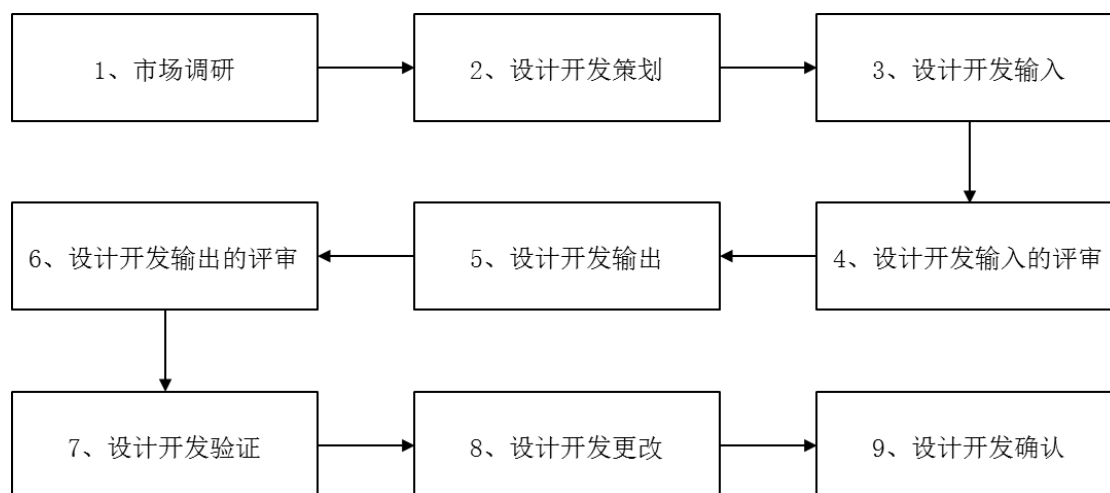 1、市场调研
2、设计开发策划
3、设计开发输入
4、设计开发输入的评审
5、设计开发输出
6、设计开发输出的评审
7、设计开发验证
8、设计开发更改
9、设计开发确认